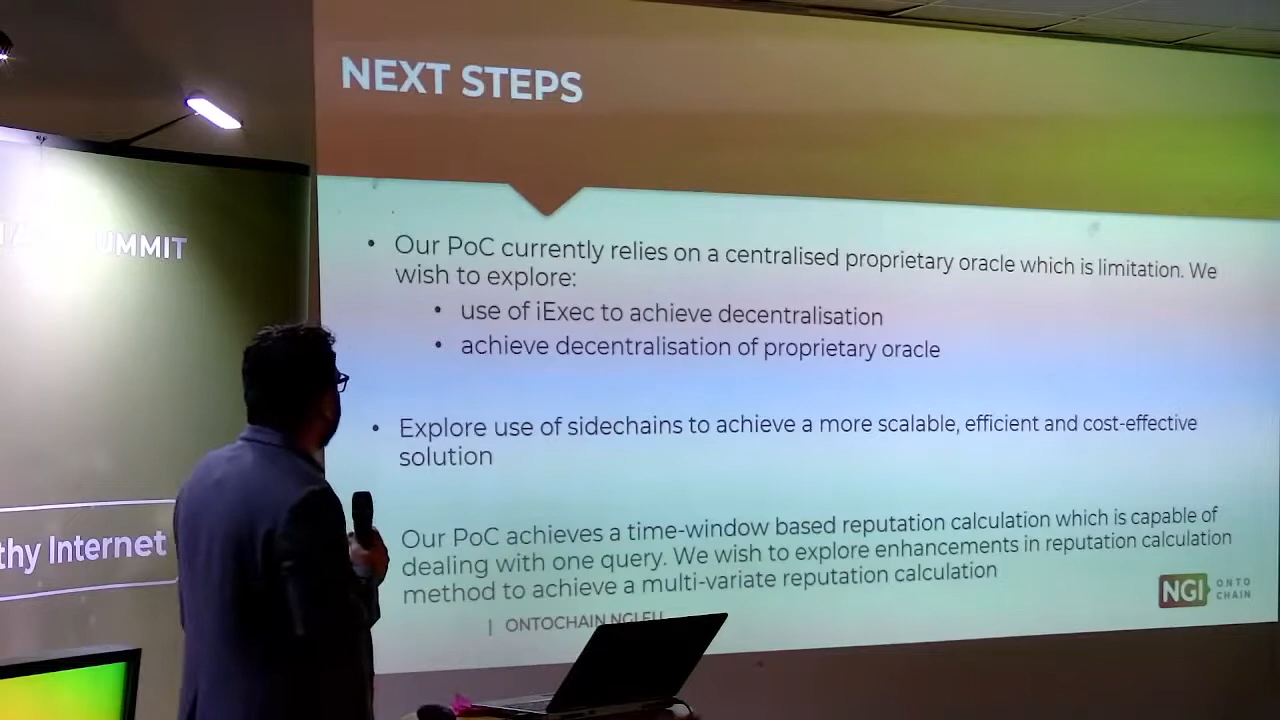 NEXT STEPS
• Our PoC currently relies on a centralised proprietary oracle which is limitation. We
wish to explore:
• use of iExec to achieve decentralisation
• achieve decentralisation of proprietary oracle
• Explore use of sidechains to achieve a more scalable, efficient and cost-effective
solution
Our PoC achieves a time-window based reputation calculation which is capable of
dealing with one query. We wish to explore enhancements in reputation calculation
method to achieve a multi-variate reputation calculation
| ONTOCHAIN.NGI.EU
NGI ONTO
CHAIN
UMMIT
thy Internet